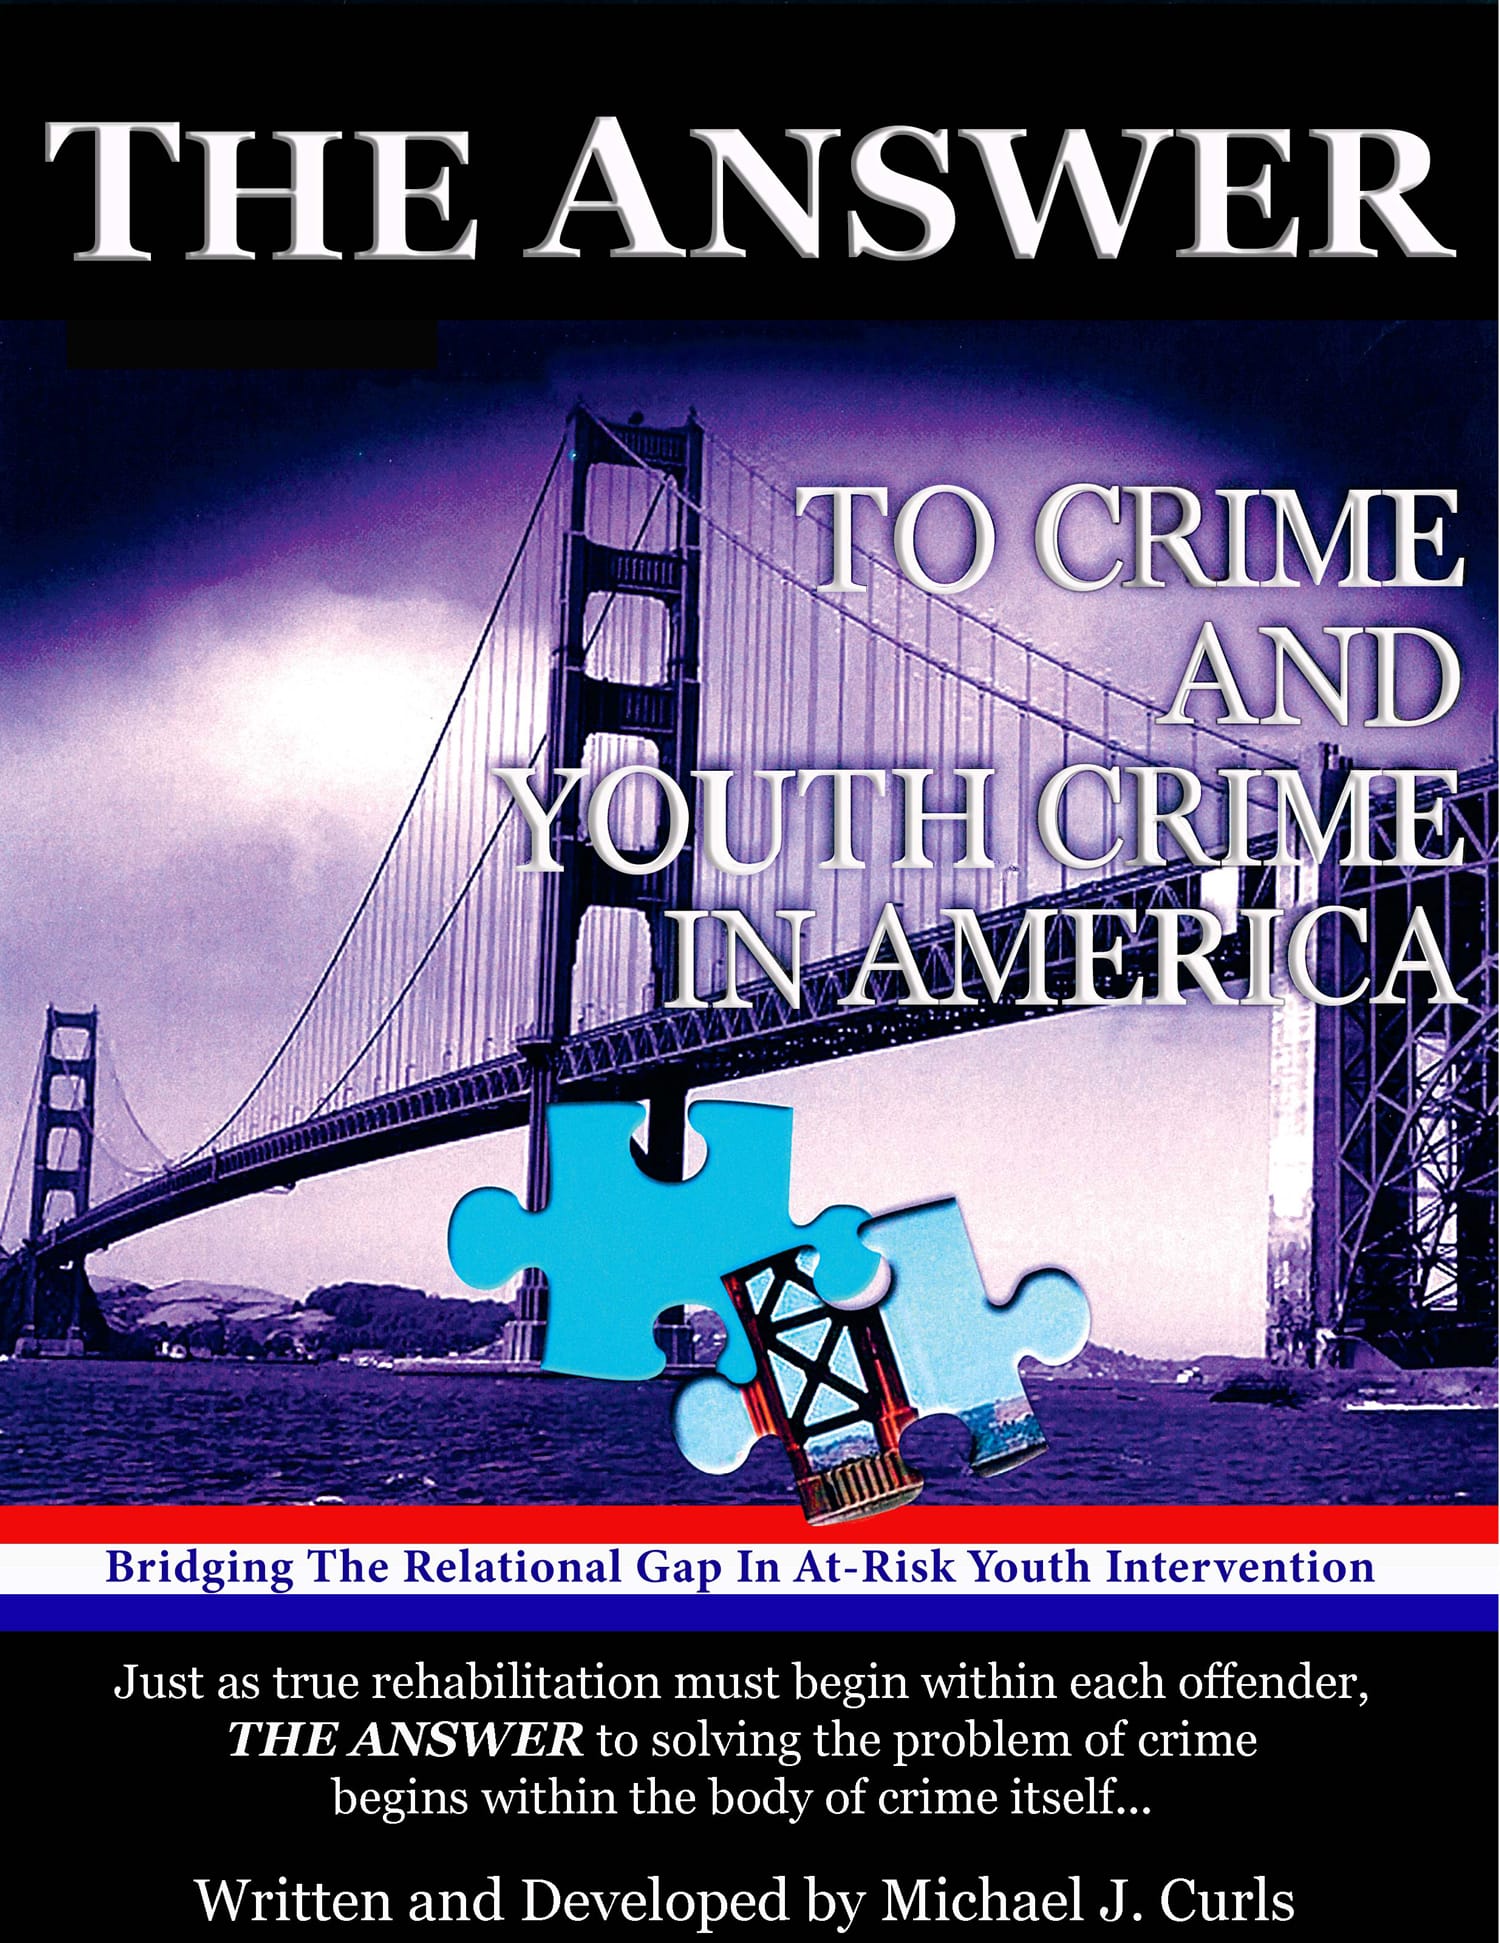 THE ANSWER
TO CRIME
AND
YOUTH CRIME
IN AMERICA
Bridging The Relational Gap In At-Risk Youth Intervention
Just as true rehabilitation must begin within each offender,
THE ANSWER to solving the problem of crime
begins within the body of crime itself...
Written and Developed by Michael J. Curls